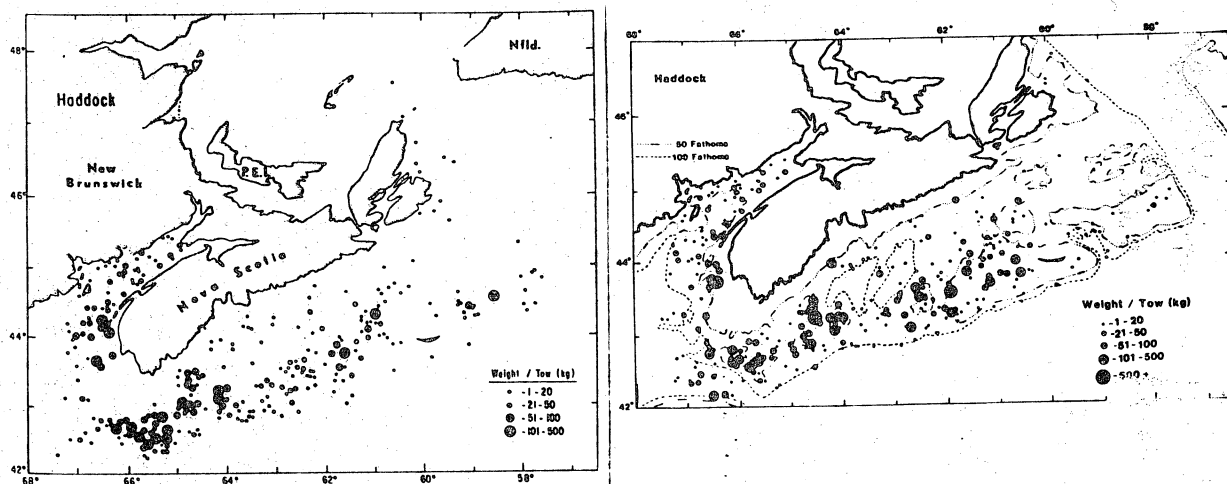 48°
Nfld.
Haddock
New
Brunswick
P.E.I.
46°
Nova Scotia
44°
Weight / Tow (kg)
-1-20
-21-50
-51-100
-101-500
42°
68° 66° 64° 62° 60° 58°
66° 64° 62° 60°
Haddock
46°
50 Fathoms
100 Fathoms
44°
Weight / Tow (kg)
-1-20
-21-50
-51-100
-101-500
-500+
42°